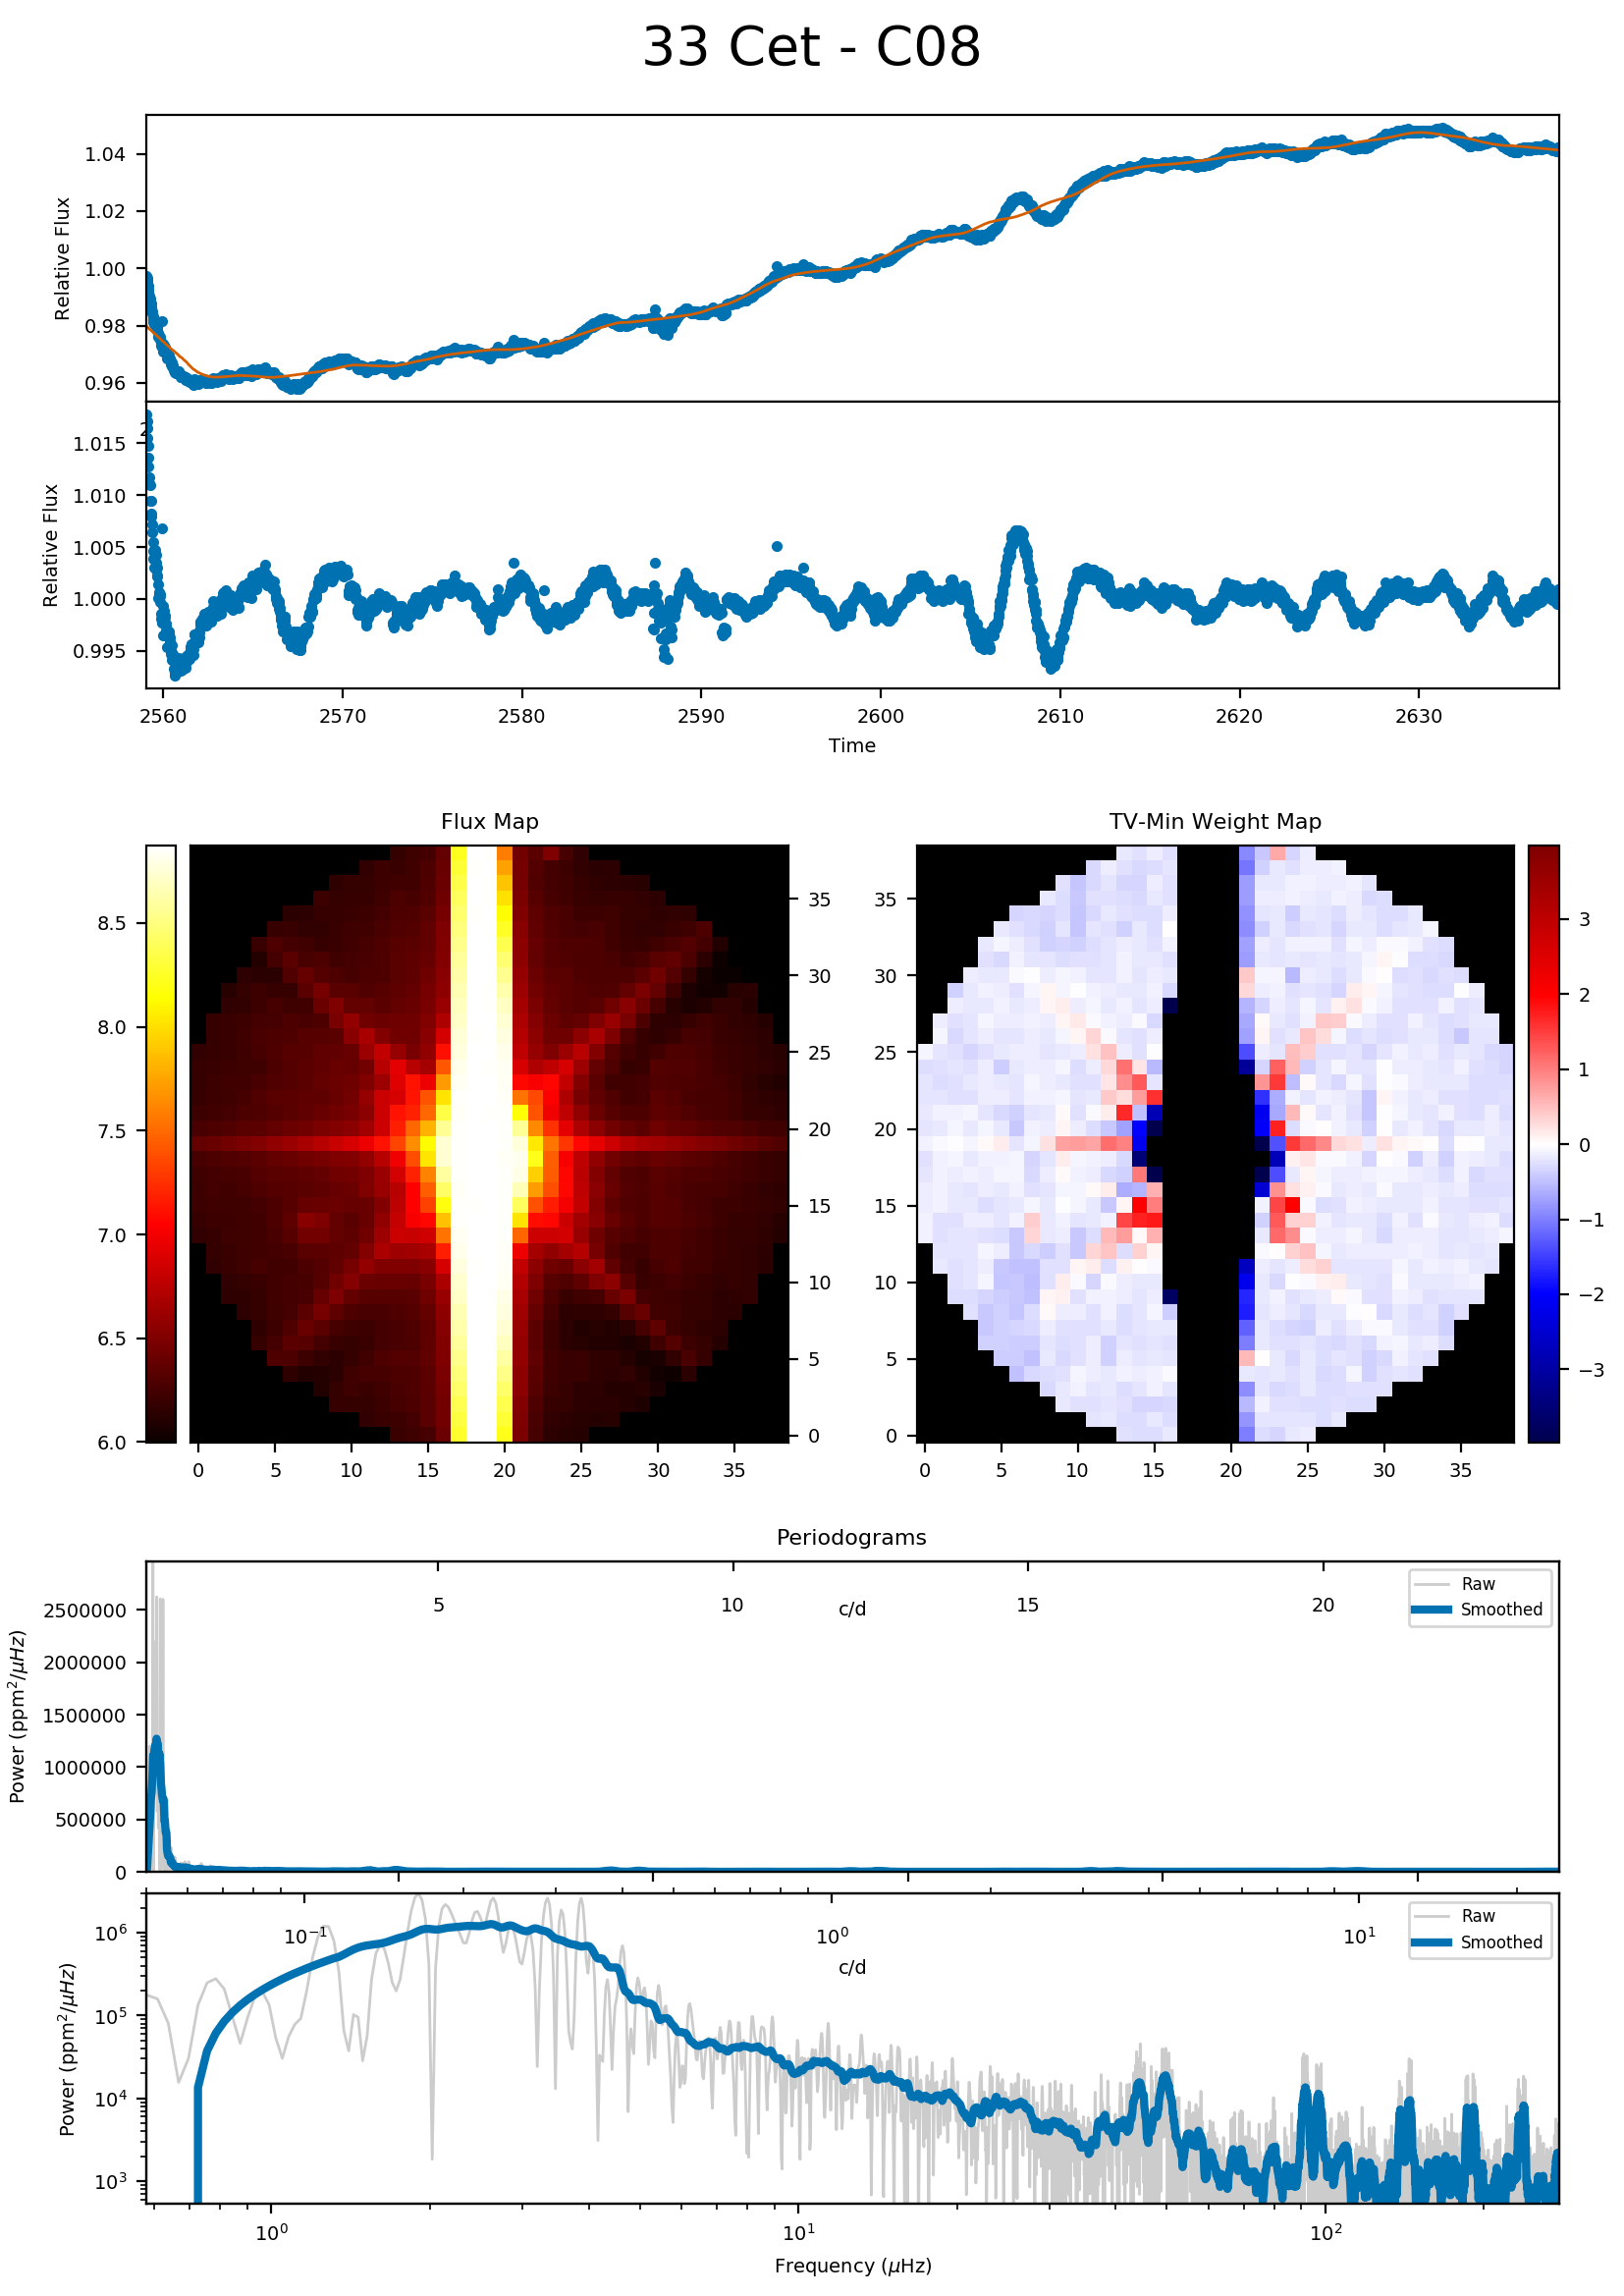 33 Cet - C08
Relative Flux
1.04
1.02
1.00
0.98
0.96
Relative Flux
1.015
1.010
1.005
1.000
0.995
2560 2570 2580 2590 2600 2610 2620 2630
Time
Flux Map
8.5
8.0
7.5
7.0
6.5
6.0
35
30
25
20
15
10
5
0
0 5 10 15 20 25 30 35
TV-Min Weight Map
35
30
25
20
15
10
5
0
0 5 10 15 20 25 30 35
3
2
1
0
−1
−2
−3
Periodograms
Power (ppm²/μHz)
2500000
2000000
1500000
1000000
500000
0
5 10 15 20
c/d
Raw
Smoothed
Power (ppm²/μHz)
10⁶
10⁵
10⁴
10³
10⁻¹ 10⁰ 10¹
c/d
Raw
Smoothed
10⁰ 10¹ 10²
Frequency (μHz)